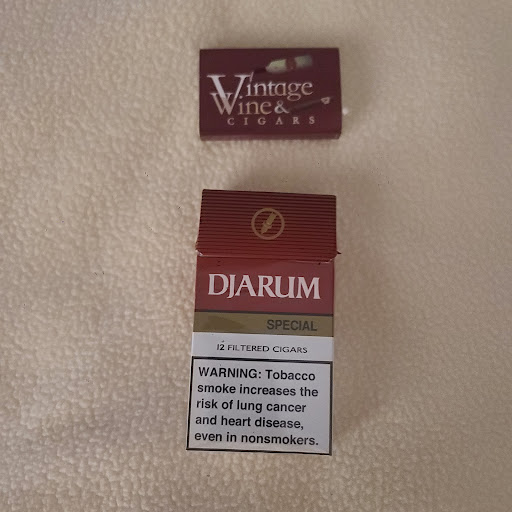 Vintage
Wine &
CIGARS
DJARUM
SPECIAL
12 FILTERED CIGARS
WARNING: Tobacco
smoke increases the
risk of lung cancer
and heart disease,
even in nonsmokers.